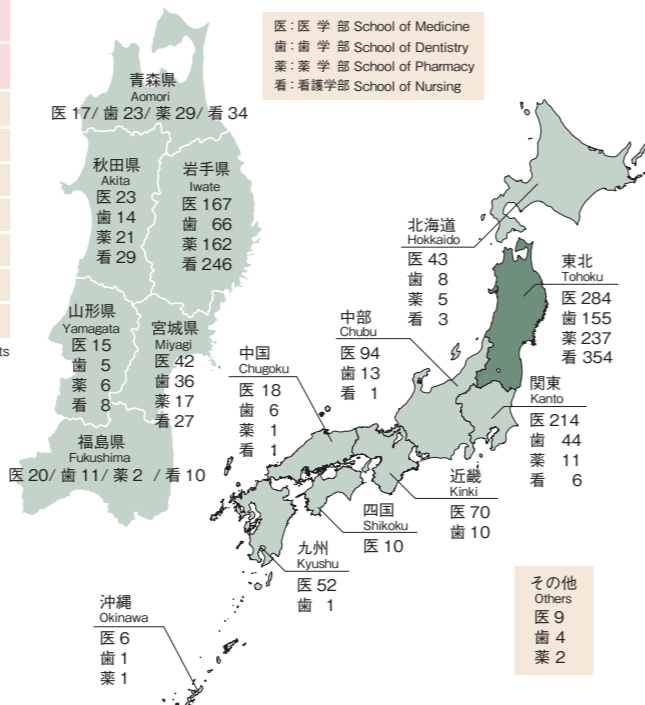 医：医 学 部 School of Medicine
歯：歯 学 部 School of Dentistry
薬：薬 学 部 School of Pharmacy
看：看護学部 School of Nursing
青森県
Aomori
医 17/ 歯 23/ 薬 29/ 看 34
秋田県
Akita
医 23
歯 14
薬 21
看 29
岩手県
Iwate
医 167
歯 66
薬 162
看 246
山形県
Yamagata
医 15
歯 5
薬 6
看 8
宮城県
Miyagi
医 42
歯 36
薬 17
看 27
福島県
Fukushima
医 20/ 歯 11/ 薬 2 / 看 10
北海道
Hokkaido
医 43
歯 8
薬 5
看 3
東北
Tohoku
医 284
歯 155
薬 237
看 354
中部
Chubu
医 94
歯 13
看 1
中国
Chugoku
医 18
歯 6
薬 1
看 1
関東
Kanto
医 214
歯 44
薬 11
看 6
近畿
Kinki
医 70
歯 10
四国
Shikoku
医 10
九州
Kyushu
医 52
歯 1
沖縄
Okinawa
医 6
歯 1
薬 1
その他
Others
医 9
歯 4
薬 2